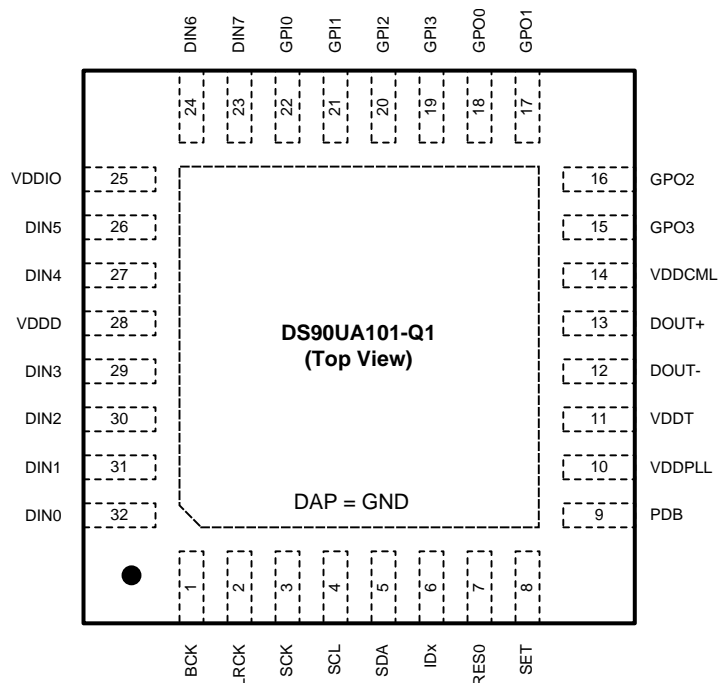 DIN6 DIN7 GPI0 GPI1 GPI2 GPI3 GPO0 GPO1
24 23 22 21 20 19 18 17
VDDIO 25 16 GPO2
DIN5 26 15 GPO3
DIN4 27 14 VDDCML
VDDD 28 13 DOUT+
DS90UA101-Q1
(Top View)
DIN3 29 12 DOUT-
DIN2 30 11 VDDT
DIN1 31 10 VDDPLL
DIN0 32 DAP = GND 9 PDB
1 2 3 4 5 6 7 8
BCK LRCK SCK SCL SDA IDx RES0 SET